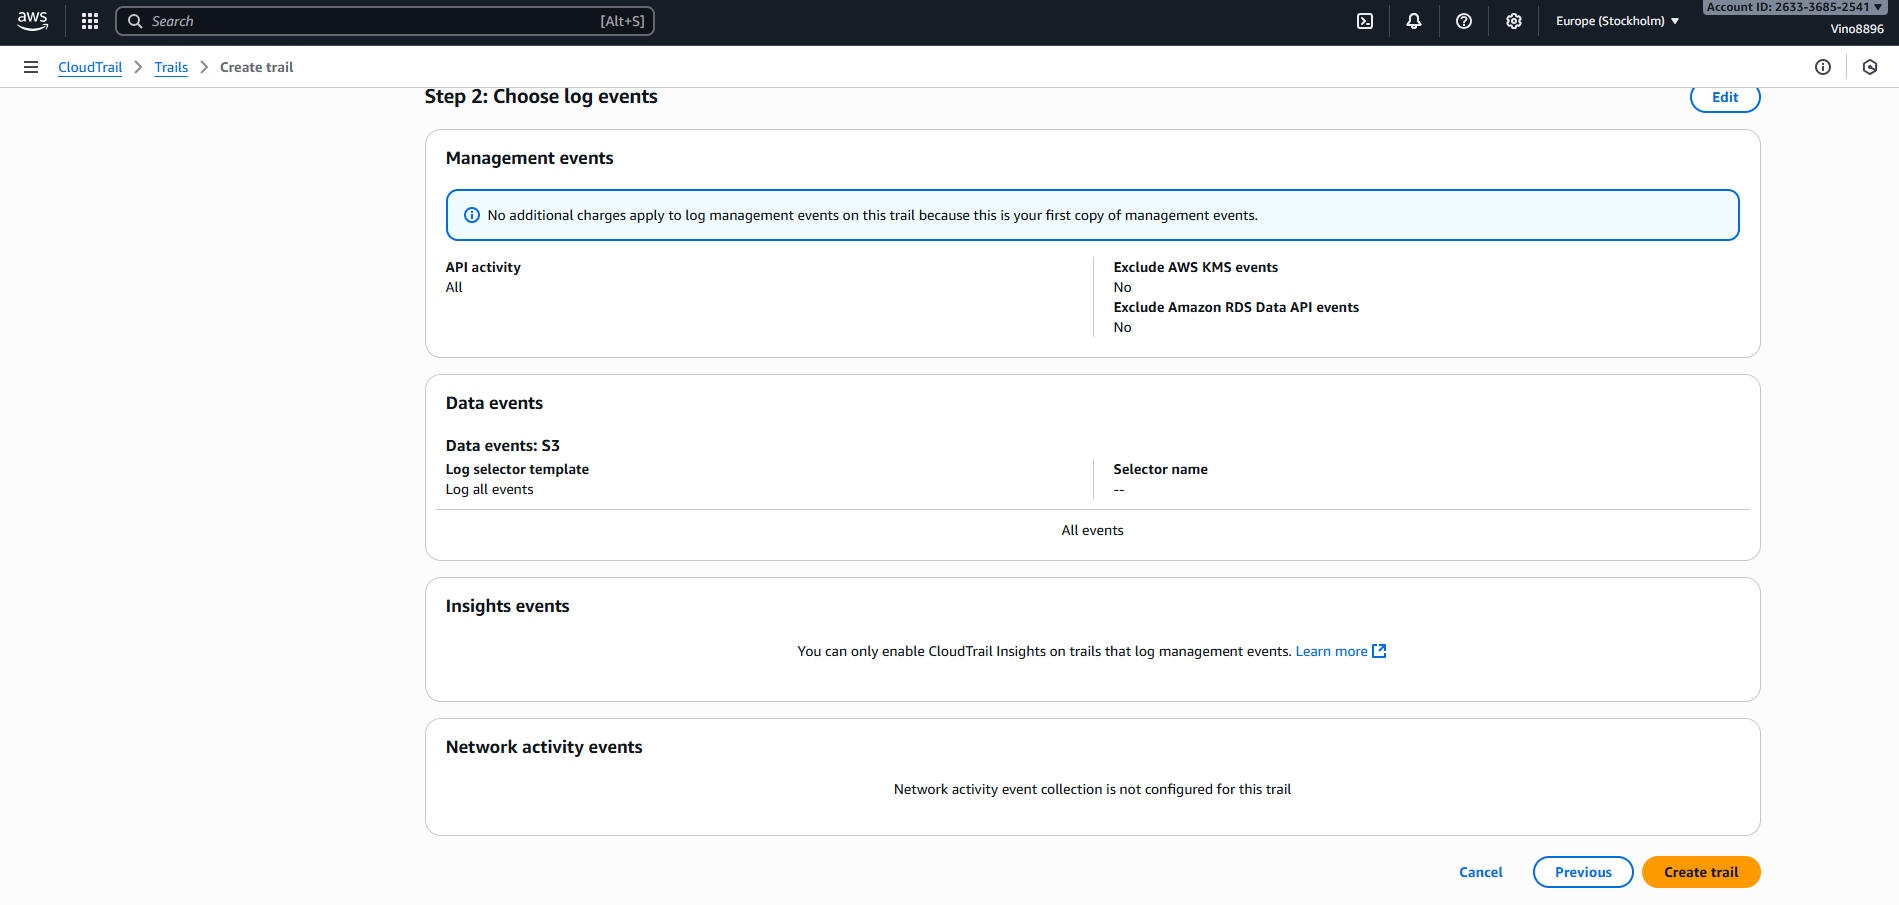 aws
Search [Alt+S]
Europe (Stockholm)
Account ID: 2633-3685-2541
Vino8896
CloudTrail
Trails
Create trail
Step 2: Choose log events
Edit
Management events
No additional charges apply to log management events on this trail because this is your first copy of management events.
API activity
All
Exclude AWS KMS events
No
Exclude Amazon RDS Data API events
No
Data events
Data events: S3
Log selector template
Log all events
Selector name
--
All events
Insights events
You can only enable CloudTrail Insights on trails that log management events. Learn more
Network activity events
Network activity event collection is not configured for this trail
Cancel
Previous
Create trail